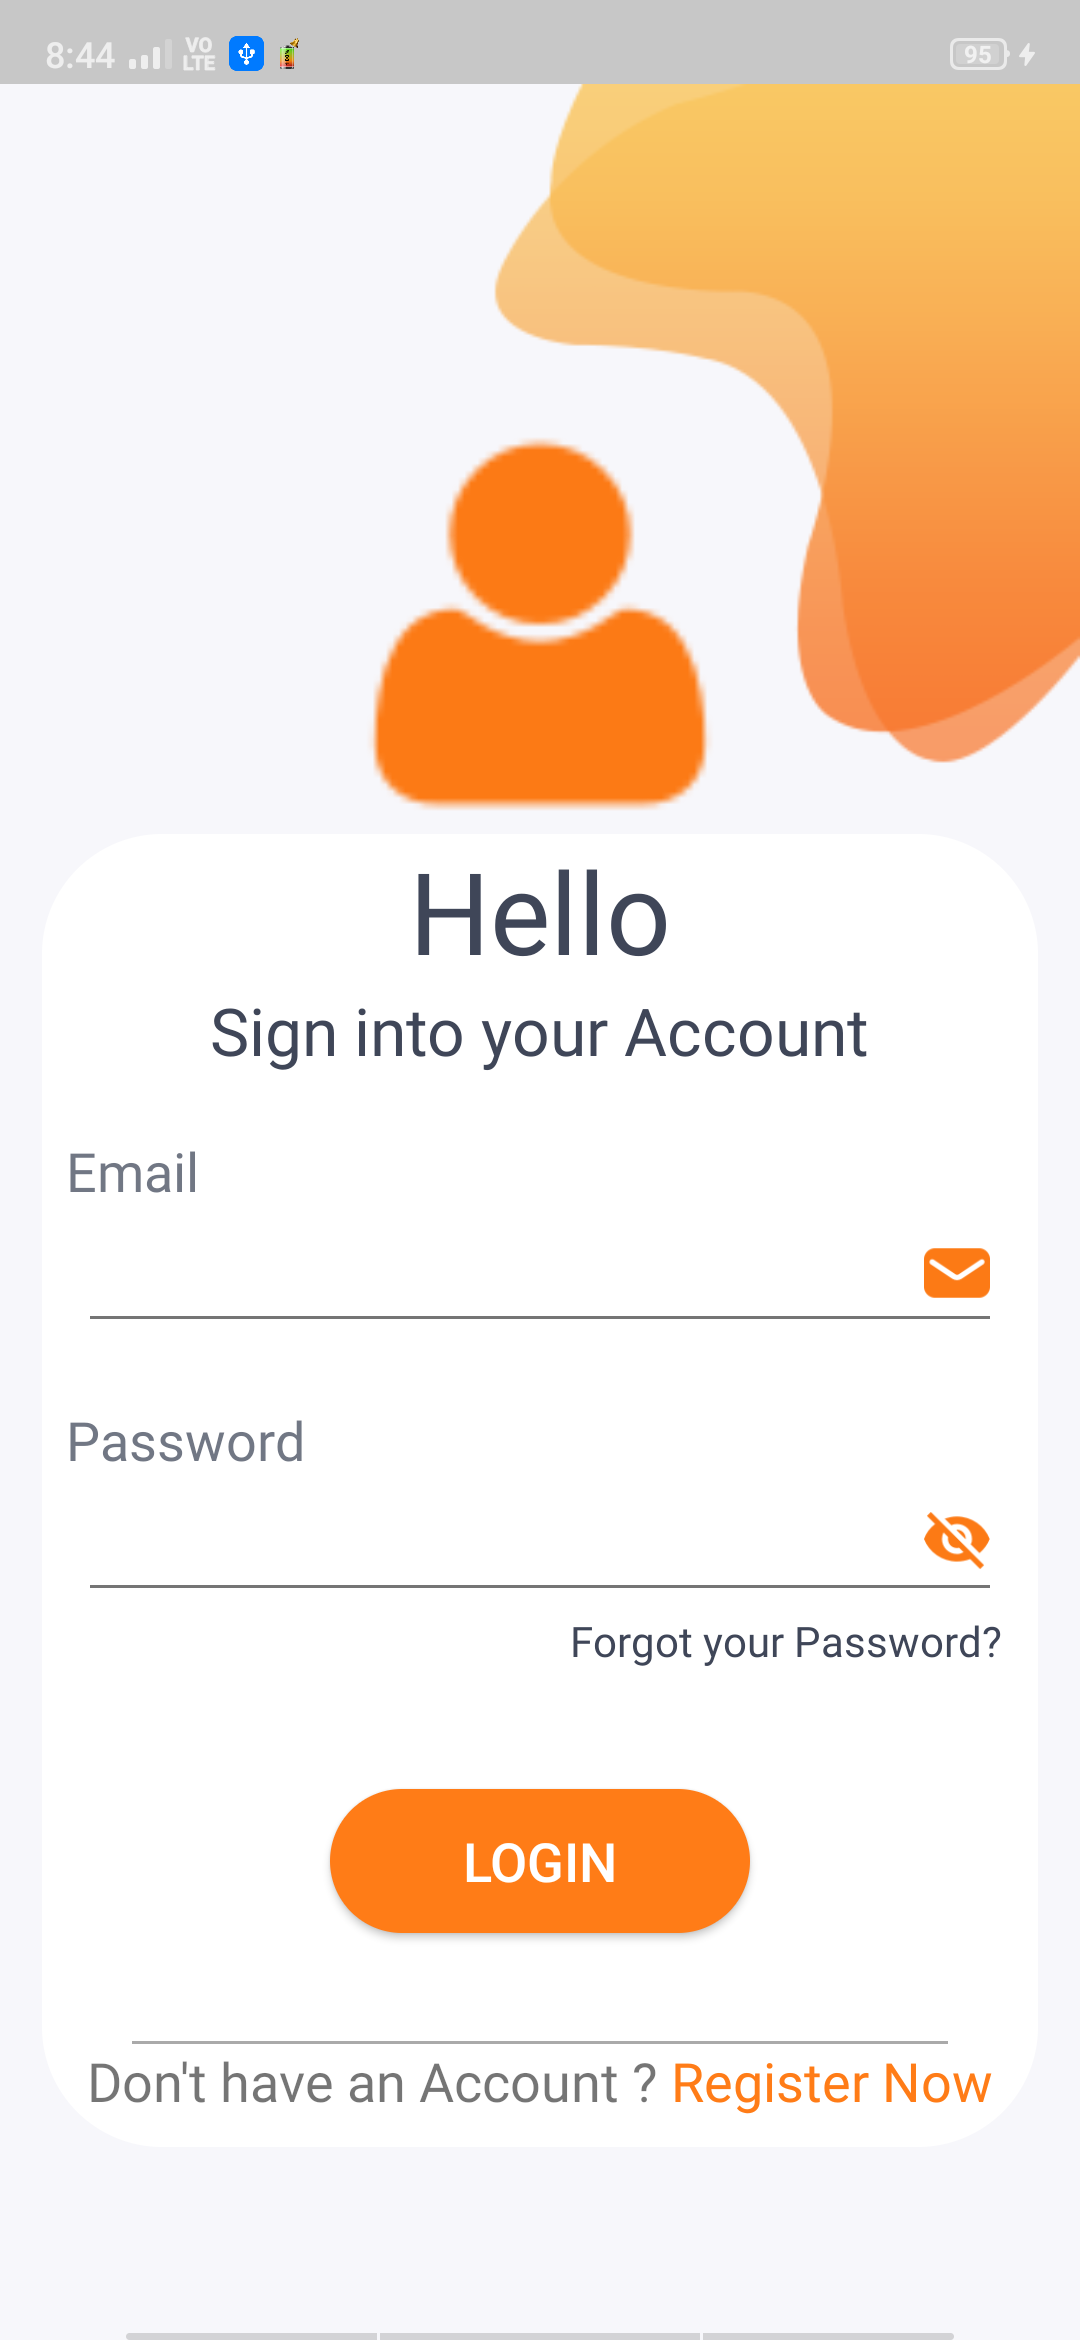 8:44 VO LTE 95
Hello
Sign into your Account
Email
Password
Forgot your Password?
LOGIN
Don't have an Account ? Register Now